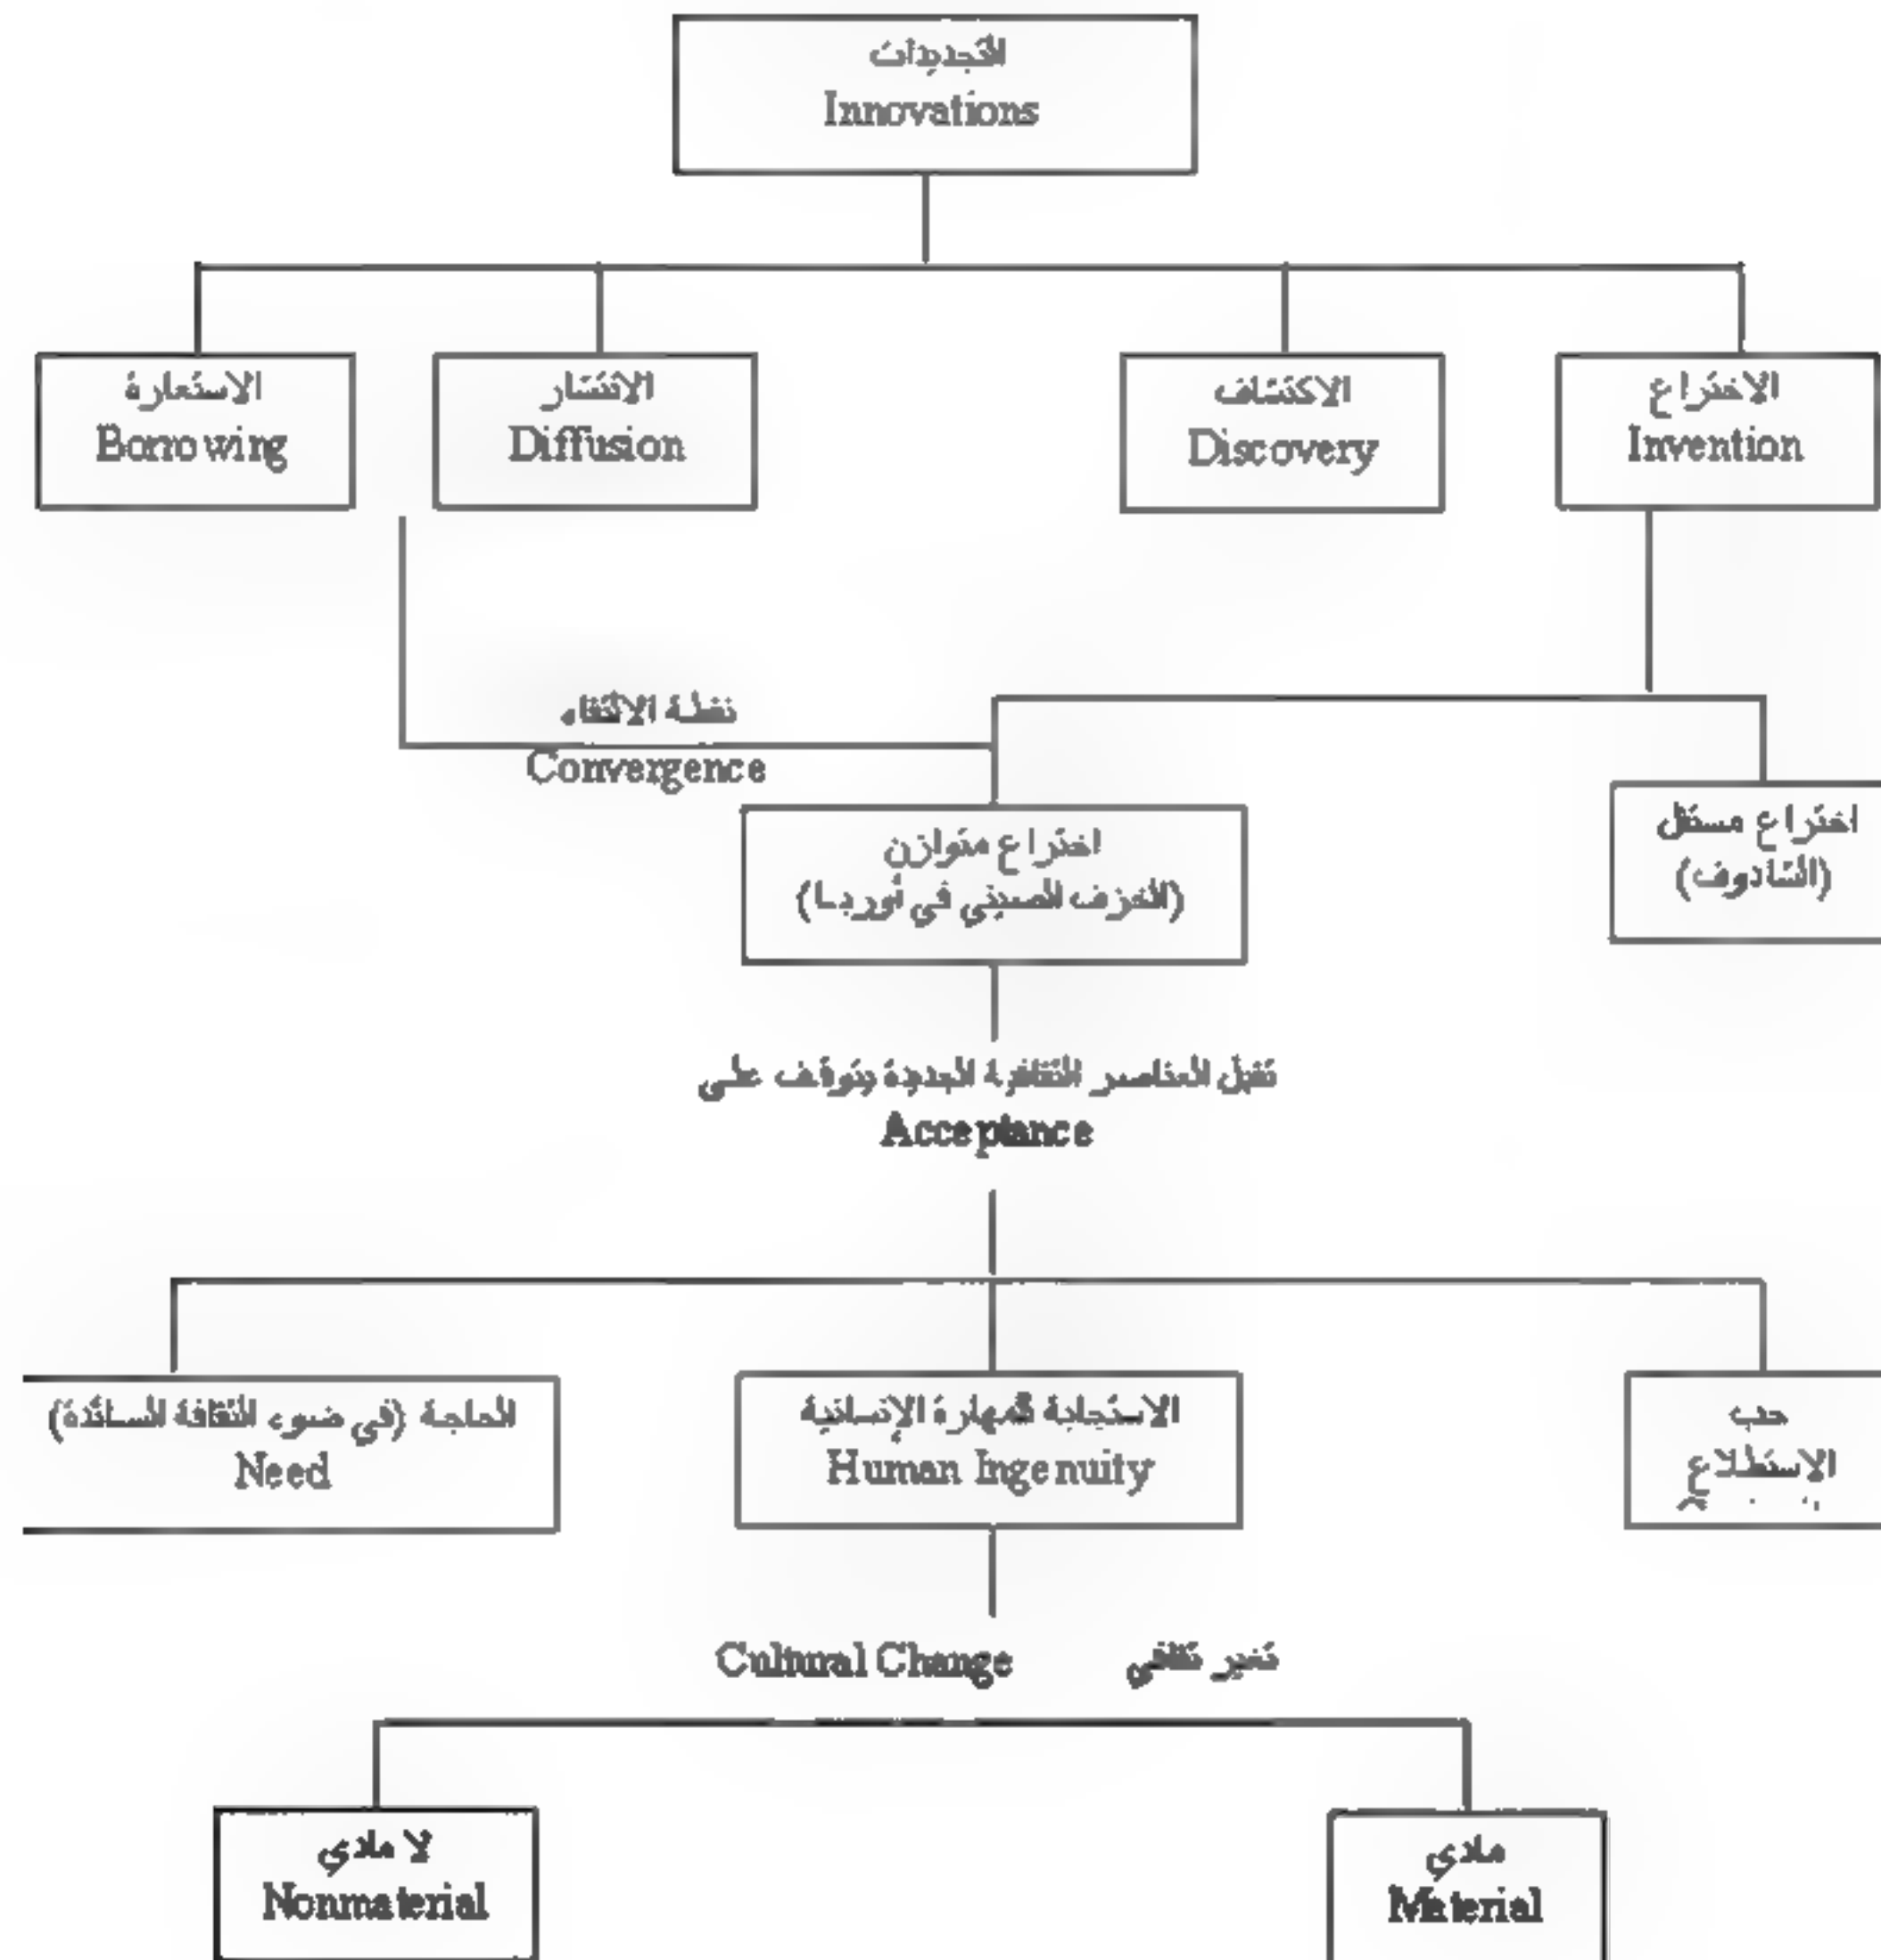 التجديدات
Innovations
الاختراع
Invention
الاكتشاف
Discovery
الانتشار
Diffusion
الاستعارة
Borrowing
نقطة الالتقاء
Convergence
اختراع متوازن
(الخزف الصيني في أوربا)
اختراع مستقل
(الشادوف)
تقبل العناصر الثقافية الجديدة يتوقف على
Acceptance
حب
الاستطلاع
الاستجابة للمهارة الإنسانية
Human Ingenuity
الحاجة (في ضوء الثقافة السائدة)
Need
تغير ثقافي Cultural Change
مادي
Material
لا مادي
Nonmaterial